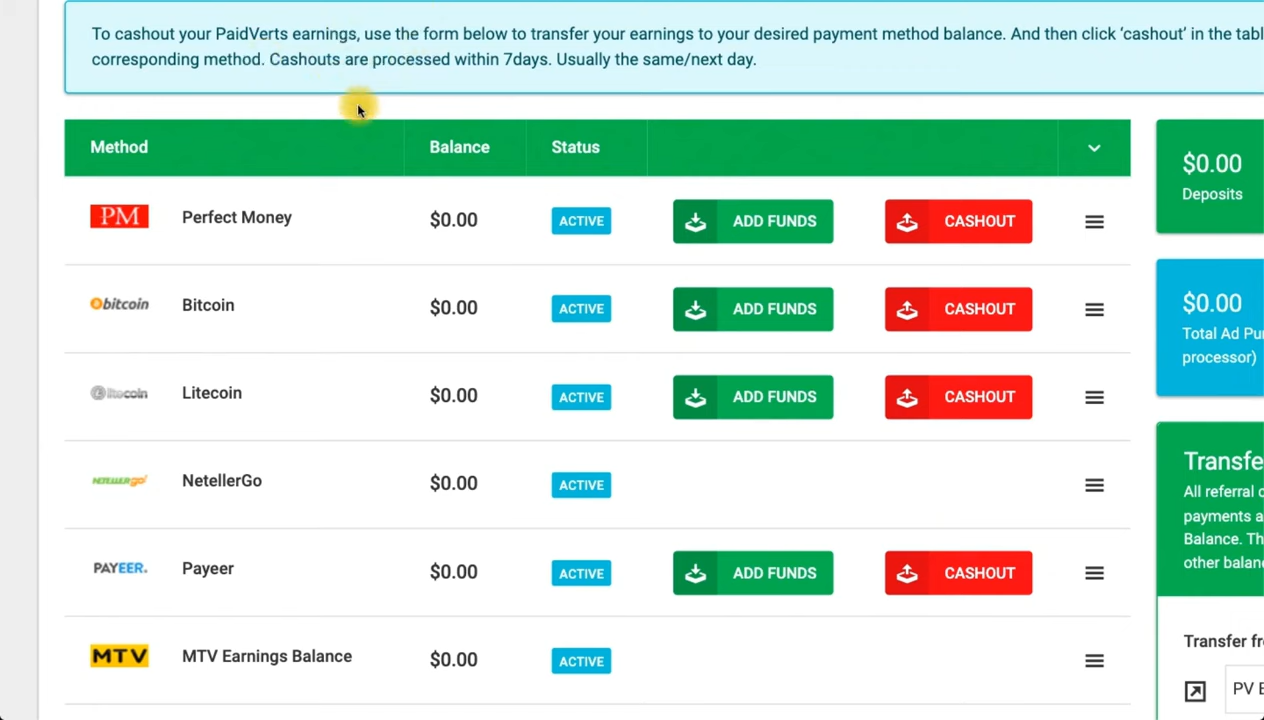 To cashout your PaidVerts earnings, use the form below to transfer your earnings to your desired payment method balance. And then click ‘cashout’ in the tabl
corresponding method. Cashouts are processed within 7days. Usually the same/next day.
Method Balance Status
PM Perfect Money $0.00 ACTIVE ADD FUNDS CASHOUT
bitcoin Bitcoin $0.00 ACTIVE ADD FUNDS CASHOUT
litecoin Litecoin $0.00 ACTIVE ADD FUNDS CASHOUT
NETELLERGO! NetellerGo $0.00 ACTIVE
PAYEER. Payeer $0.00 ACTIVE ADD FUNDS CASHOUT
MTV MTV Earnings Balance $0.00 ACTIVE
$0.00
Deposits
$0.00
Total Ad Pu
processor)
Transfe
All referral c
payments a
Balance. Th
other balan
Transfer fr
PV E